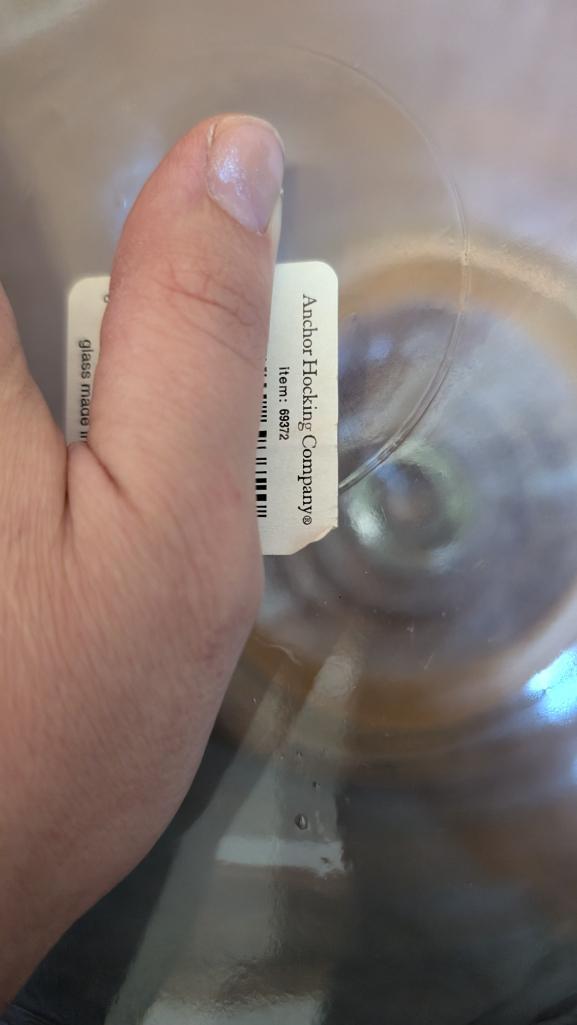 Anchor Hocking Company®
item: 69372
glass made